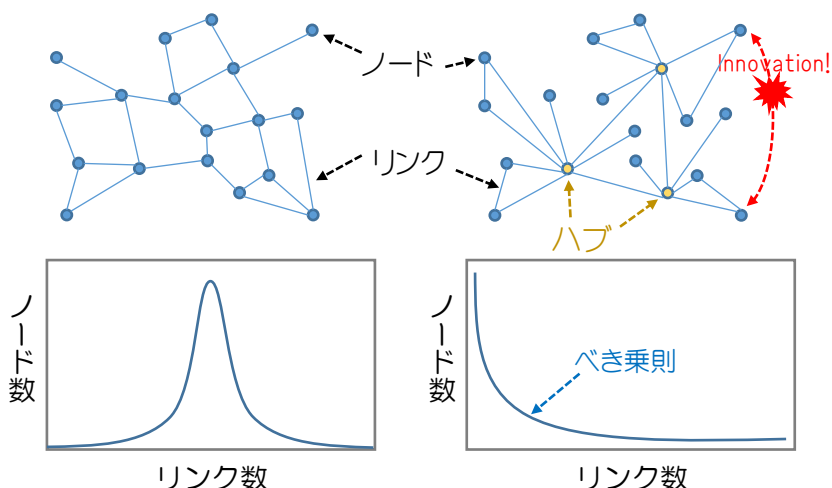 ノード
Innovation!
リンク
ハブ
ノード数
べき乗則
ノード数
リンク数
リンク数